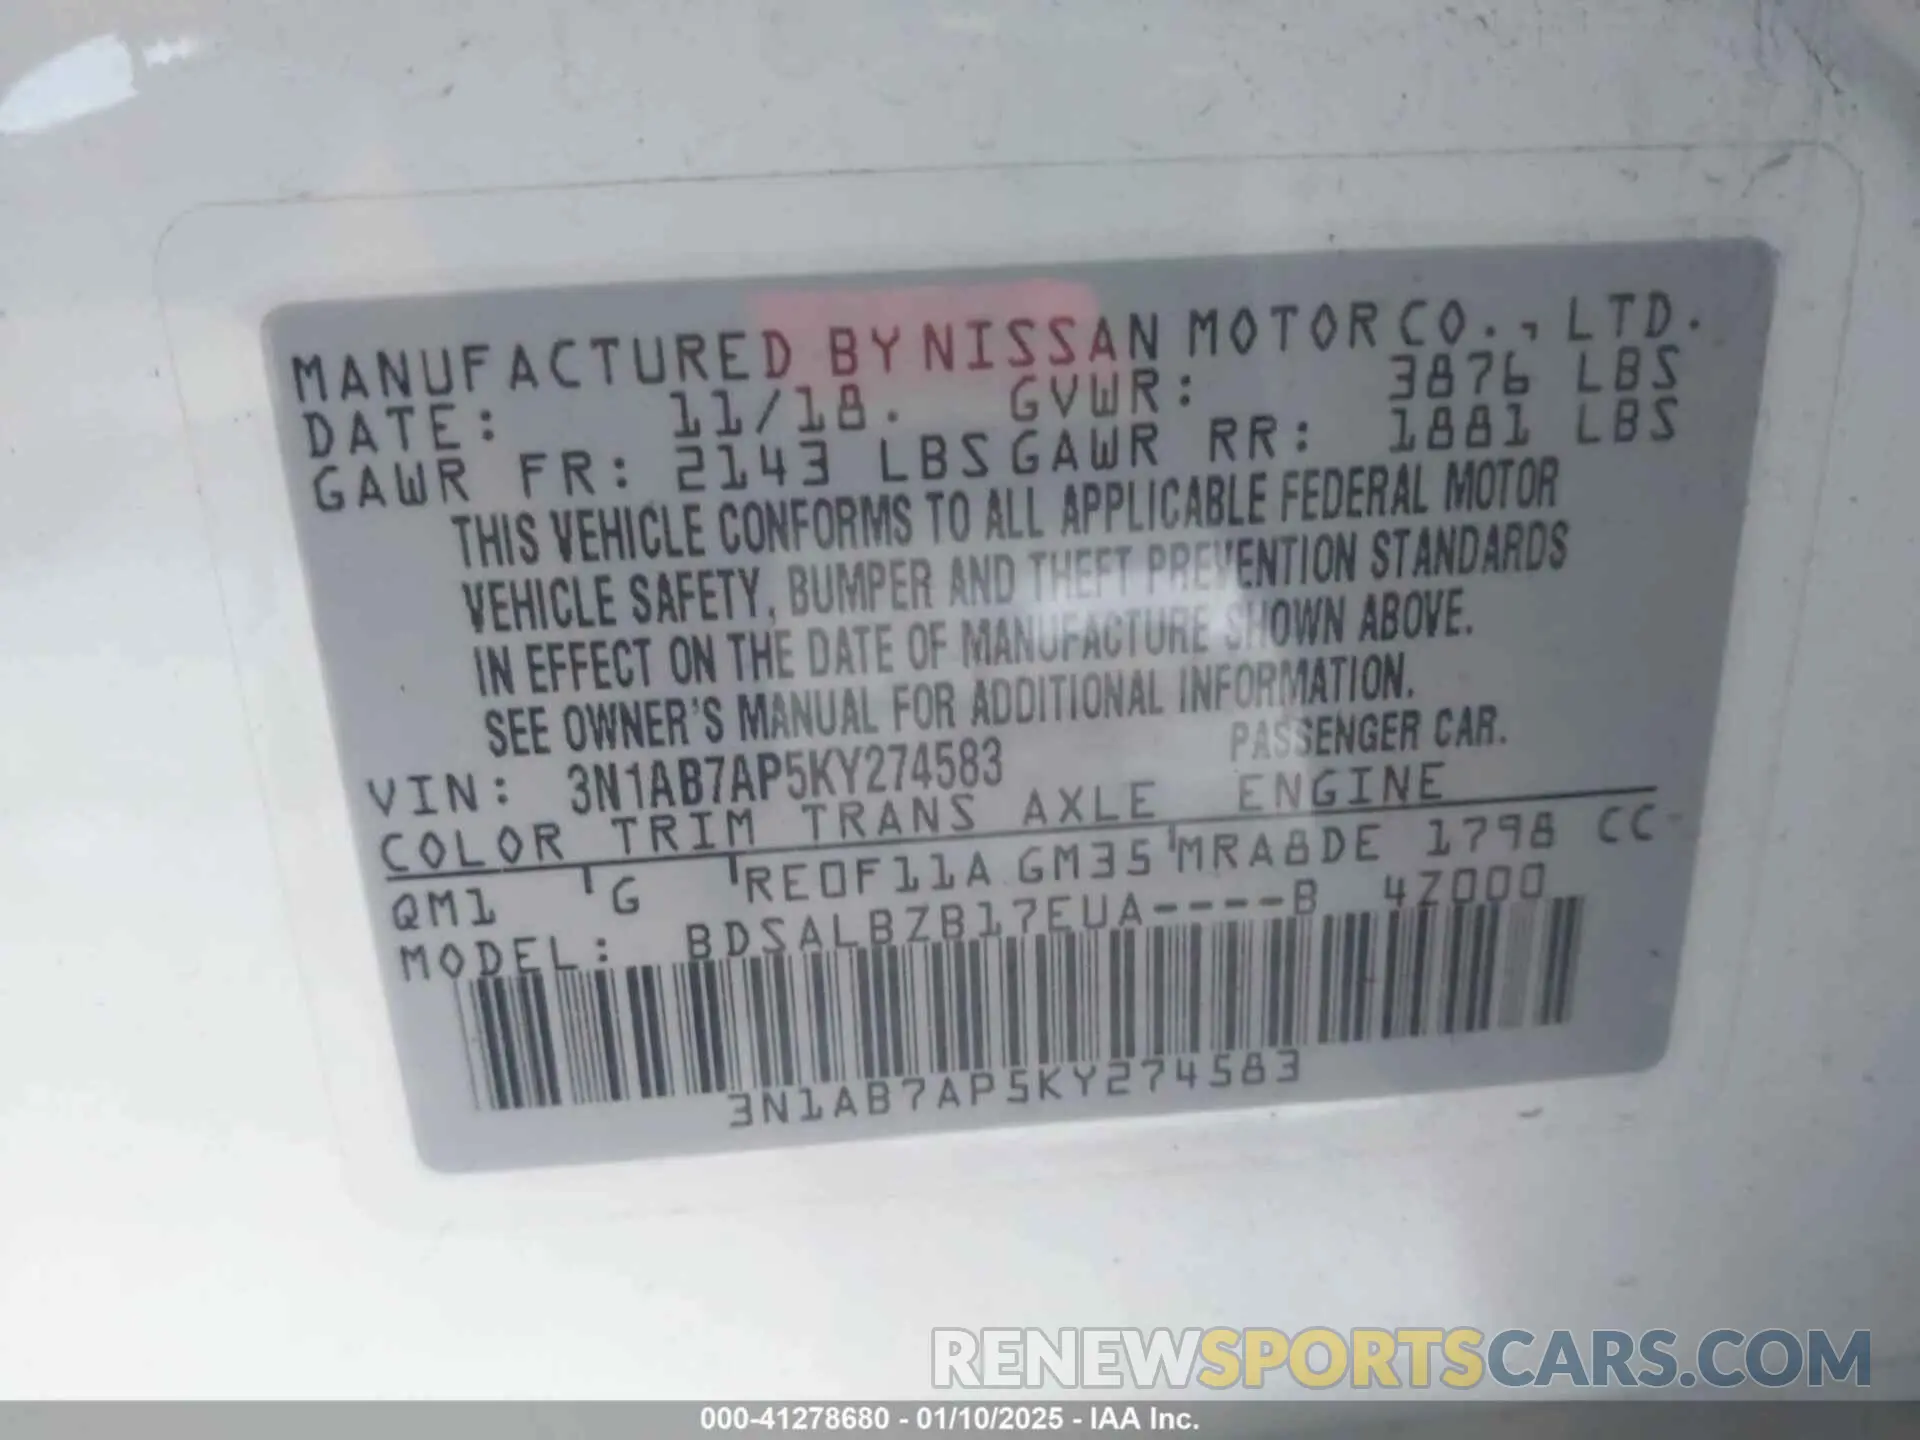 MANUFACTURED BY NISSAN MOTOR CO., LTD.
DATE: 11/18. GVWR: 3876 LBS
GAWR FR: 2143 LBS GAWR RR: 1881 LBS
THIS VEHICLE CONFORMS TO ALL APPLICABLE FEDERAL MOTOR
VEHICLE SAFETY, BUMPER AND THEFT PREVENTION STANDARDS
IN EFFECT ON THE DATE OF MANUFACTURE SHOWN ABOVE.
SEE OWNER'S MANUAL FOR ADDITIONAL INFORMATION.
VIN: 3N1AB7AP5KY274583 PASSENGER CAR.
COLOR TRIM TRANS AXLE ENGINE
QM1 G RE0F11A GM35 MRA8DE 1798 CC
MODEL: BDSALBZB17EUA----B 4Z000
3N1AB7AP5KY274583
RENEWSPORTSCARS.COM
000-41278680 - 01/10/2025 - IAA Inc.